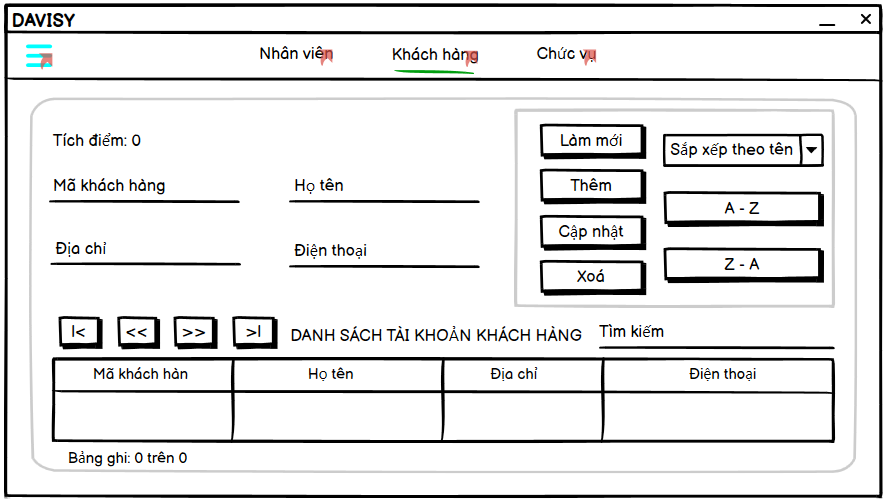 DAVISY
Nhân viên Khách hàng Chức vụ
Tích điểm: 0
Mã khách hàng Họ tên
Địa chỉ Điện thoại
Làm mới
Thêm
Cập nhật
Xoá
Sắp xếp theo tên
A - Z
Z - A
|< << >> >|
DANH SÁCH TÀI KHOẢN KHÁCH HÀNG
Tìm kiếm
Mã khách hàn Họ tên Địa chỉ Điện thoại
Bảng ghi: 0 trên 0